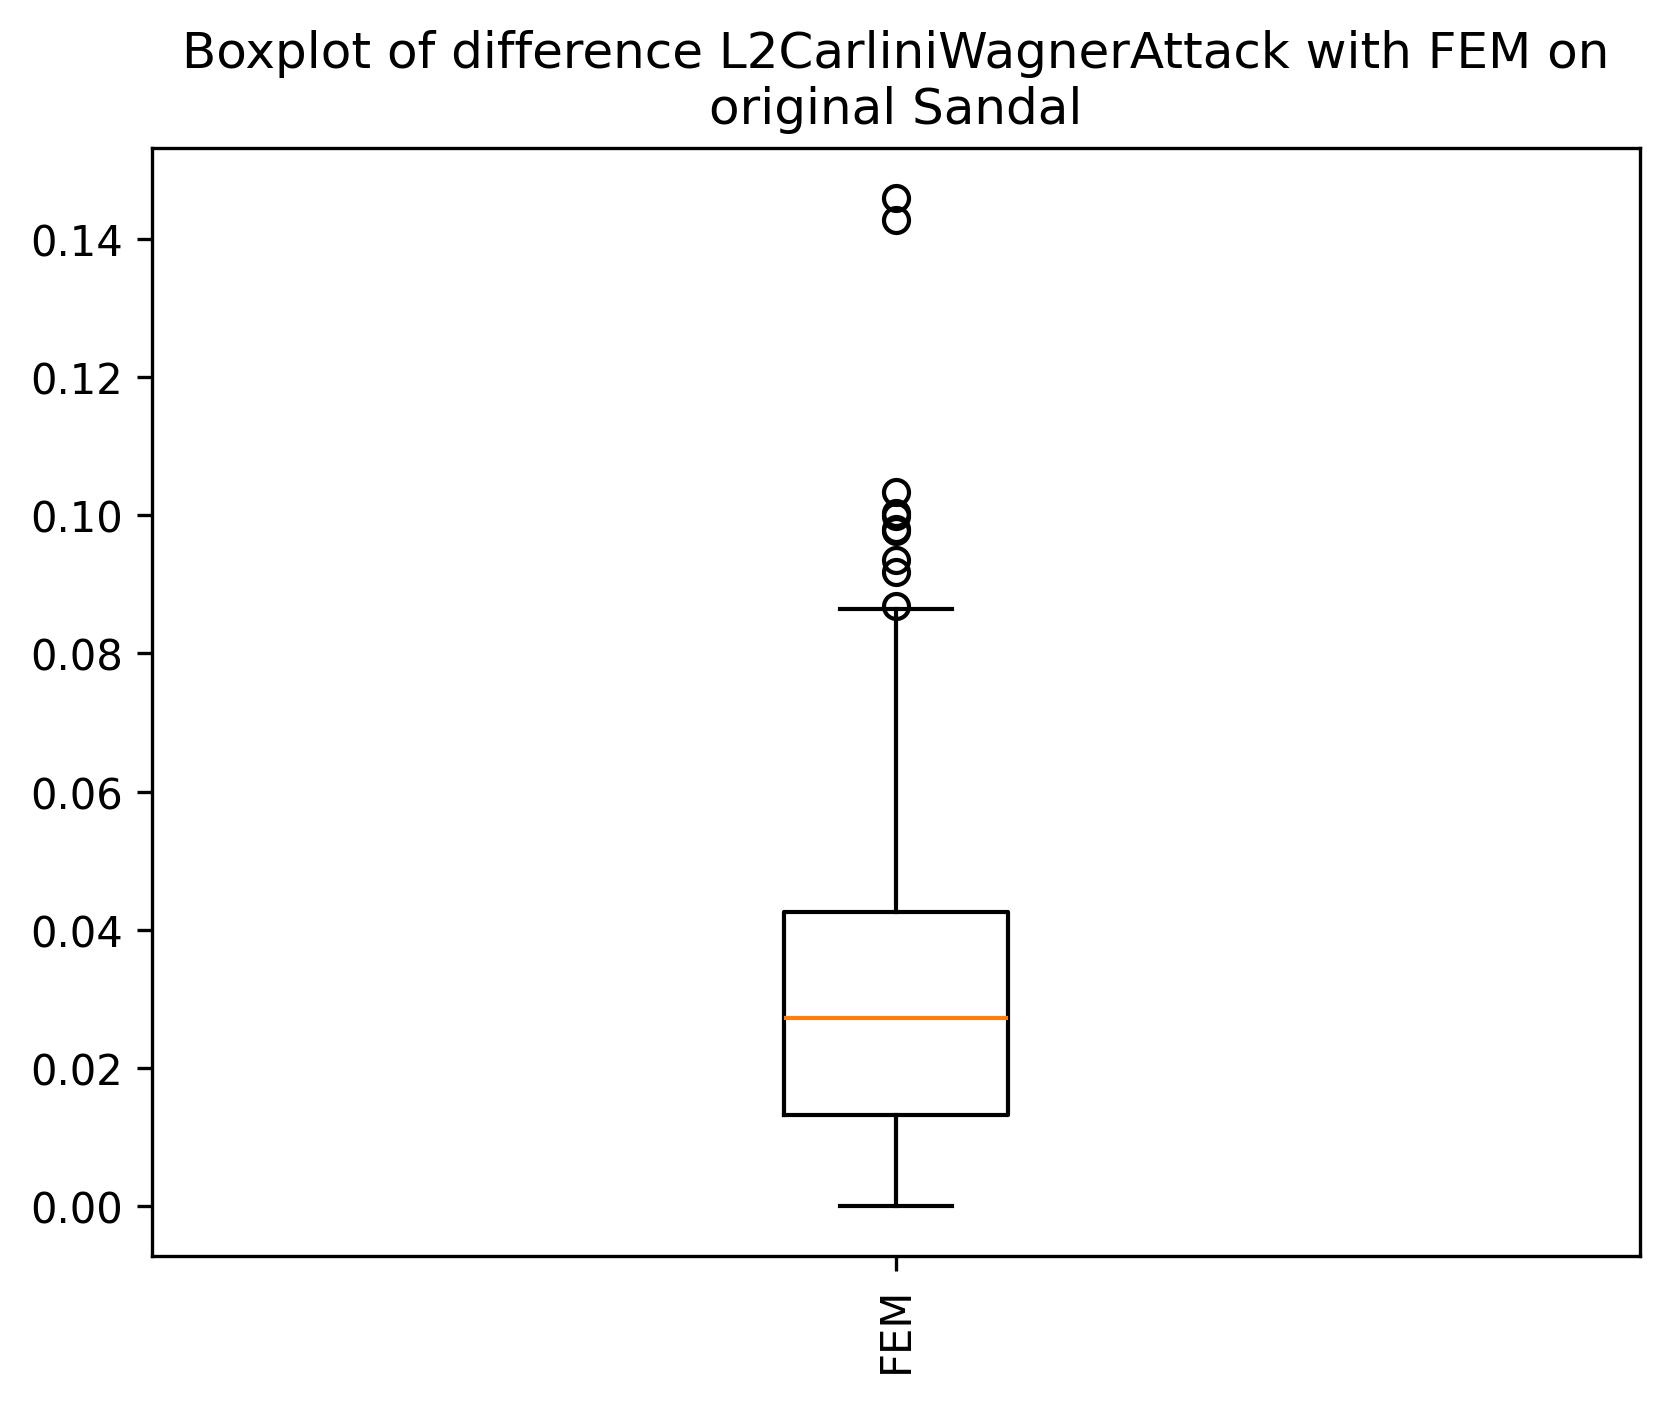 Boxplot of difference L2CarliniWagnerAttack with FEM on
original Sandal
0.14
0.12
0.10
0.08
0.06
0.04
0.02
0.00
FEM